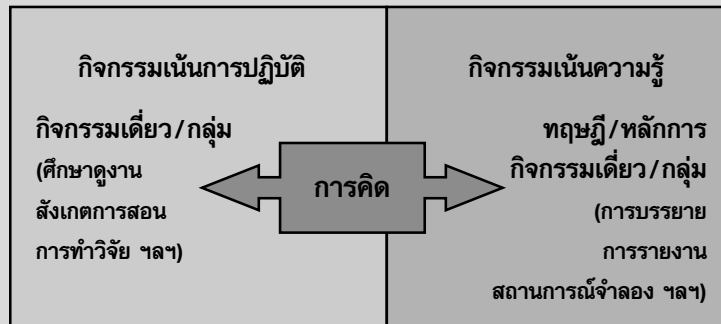 กิจกรรมเน้นการปฏิบัติ
กิจกรรมเดี่ยว/กลุ่ม
(ศึกษาดูงาน
สังเกตการสอน
การทำวิจัย ฯลฯ)
การคิด
กิจกรรมเน้นความรู้
ทฤษฎี/หลักการ
กิจกรรมเดี่ยว/กลุ่ม
(การบรรยาย
การรายงาน
สถานการณ์จำลอง ฯลฯ)